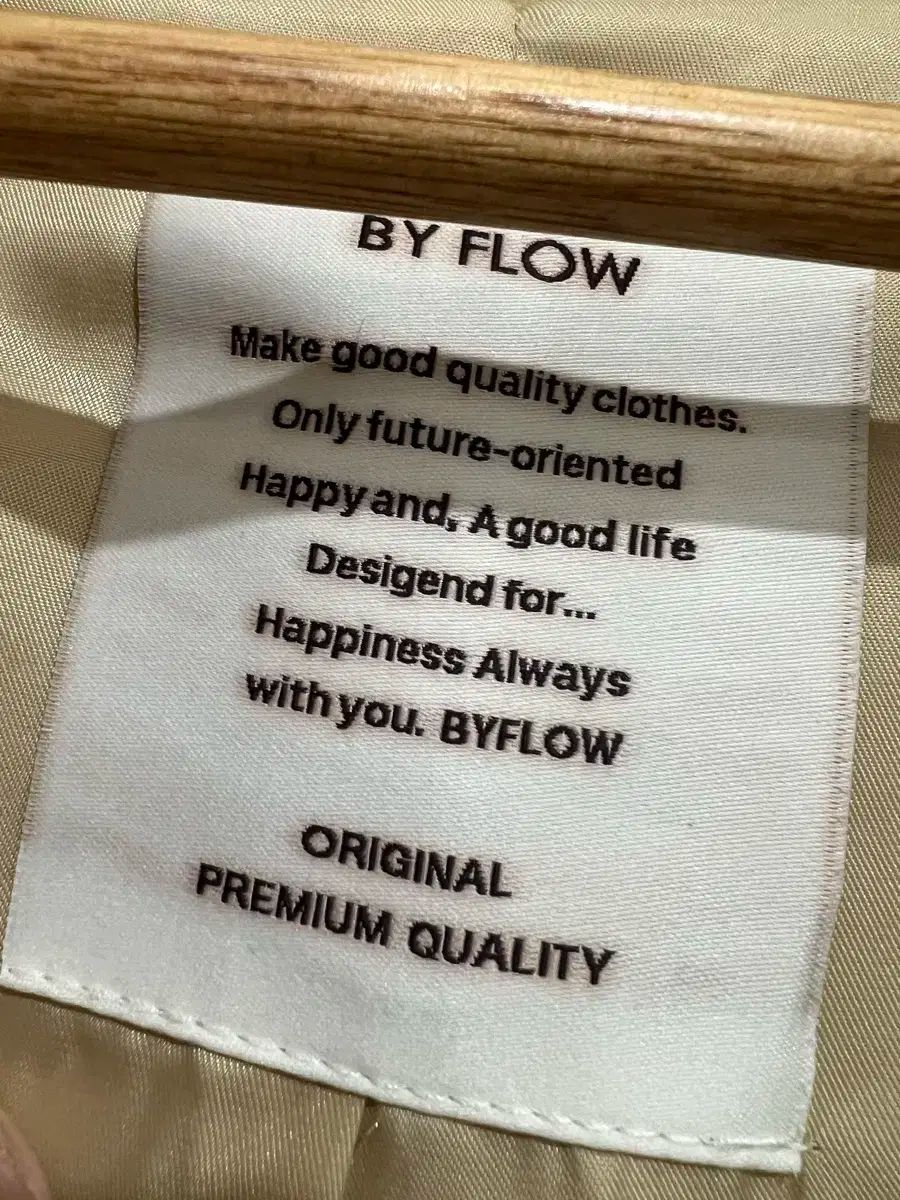 BY FLOW
Make good quality clothes.
Only future-oriented
Happy and, A good life
Desigend for...
Happiness Always
with you. BYFLOW
ORIGINAL
PREMIUM QUALITY